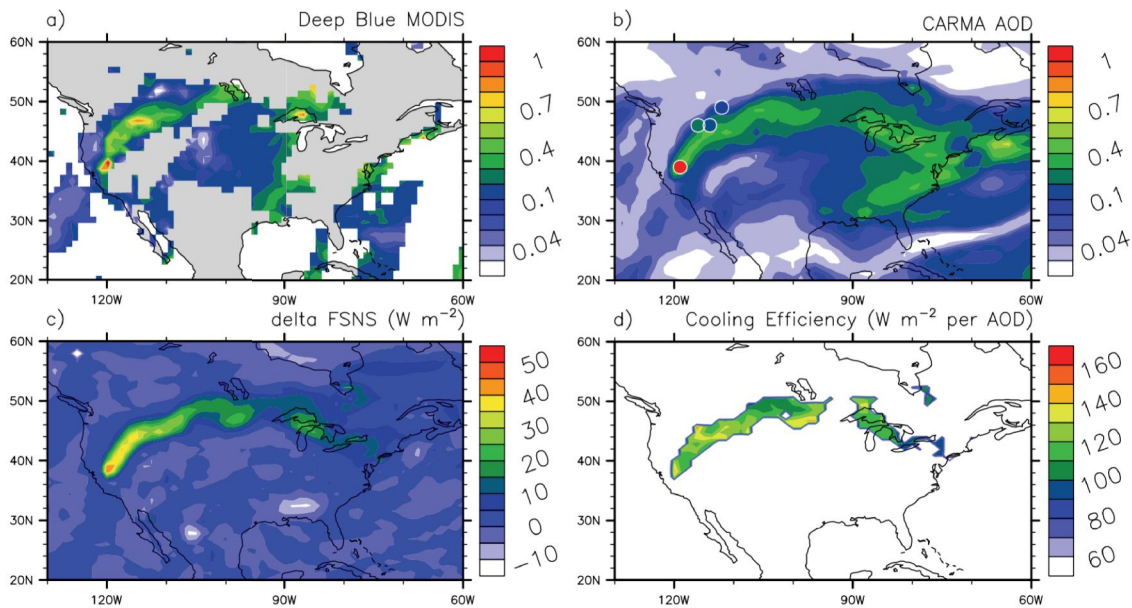 a) Deep Blue MODIS
60N
50N
40N
30N
20N
120W 90W 60W
1
0.7
0.4
0.1
0.04
b) CARMA AOD
60N
50N
40N
30N
20N
120W 90W 60W
1
0.7
0.4
0.1
0.04
c) delta FSNS (W m⁻²)
60N
50N
40N
30N
20N
120W 90W 60W
50
40
30
20
10
0
−10
d) Cooling Efficiency (W m⁻² per AOD)
60N
50N
40N
30N
20N
120W 90W 60W
160
140
120
100
80
60